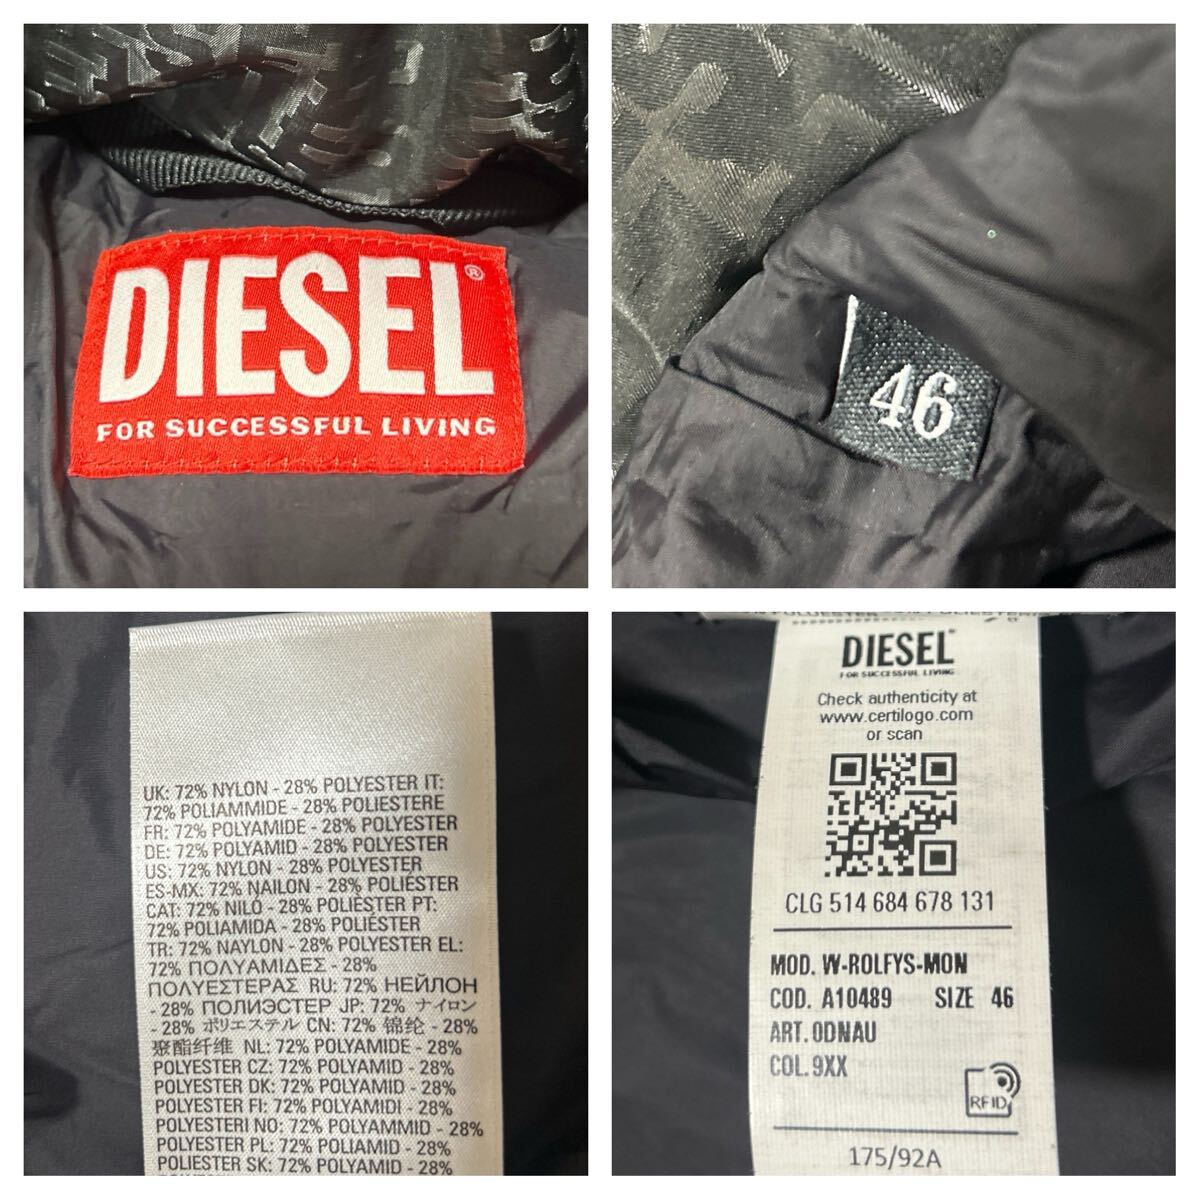 DIESEL®
FOR SUCCESSFUL LIVING
46
UK: 72% NYLON - 28% POLYESTER IT:
72% POLIAMMIDE - 28% POLIESTERE
FR: 72% POLYAMIDE - 28% POLYESTER
DE: 72% POLYAMID - 28% POLYESTER
US: 72% NYLON - 28% POLYESTER
ES-MX: 72% NAILON - 28% POLIÉSTER
CAT: 72% NILÓ - 28% POLIÈSTER PT:
72% POLIAMIDA - 28% POLIÉSTER
TR: 72% NAYLON - 28% POLYESTER EL:
72% ΠΟΛΥΑΜΙΔΕΣ - 28%
ΠΟΛΥΕΣΤΕΡΑΣ RU: 72% НЕЙЛОН
- 28% ПОЛИЭСТЕР JP: 72% ナイロン
- 28% ポリエステル CN: 72% 锦纶 - 28%
聚酯纤维 NL: 72% POLYAMIDE - 28%
POLYESTER CZ: 72% POLYAMID - 28%
POLYESTER DK: 72% POLYAMID - 28%
POLYESTER FI: 72% POLYAMIDI - 28%
POLYESTERI NO: 72% POLYAMMID - 28%
POLYESTER PL: 72% POLIAMID - 28%
POLIESTER SK: 72% POLYAMID - 28%
DIESEL
FOR SUCCESSFUL LIVING
Check authenticity at
www.certilogo.com
or scan
CLG 514 684 678 131
MOD. W-ROLFYS-MON
COD. A10489 SIZE 46
ART. 0DNAU
COL. 9XX
RFID
175/92A